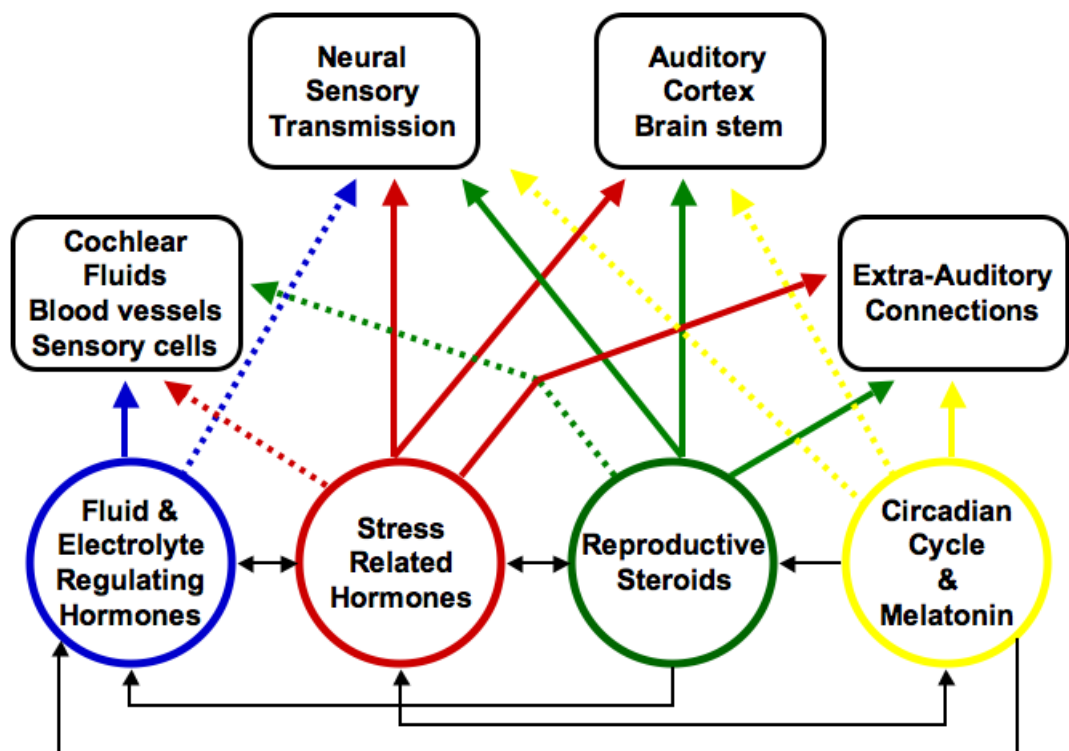 Neural
Sensory
Transmission
Auditory
Cortex
Brain stem
Cochlear
Fluids
Blood vessels
Sensory cells
Extra-Auditory
Connections
Fluid &
Electrolyte
Regulating
Hormones
Stress
Related
Hormones
Reproductive
Steroids
Circadian
Cycle
&
Melatonin